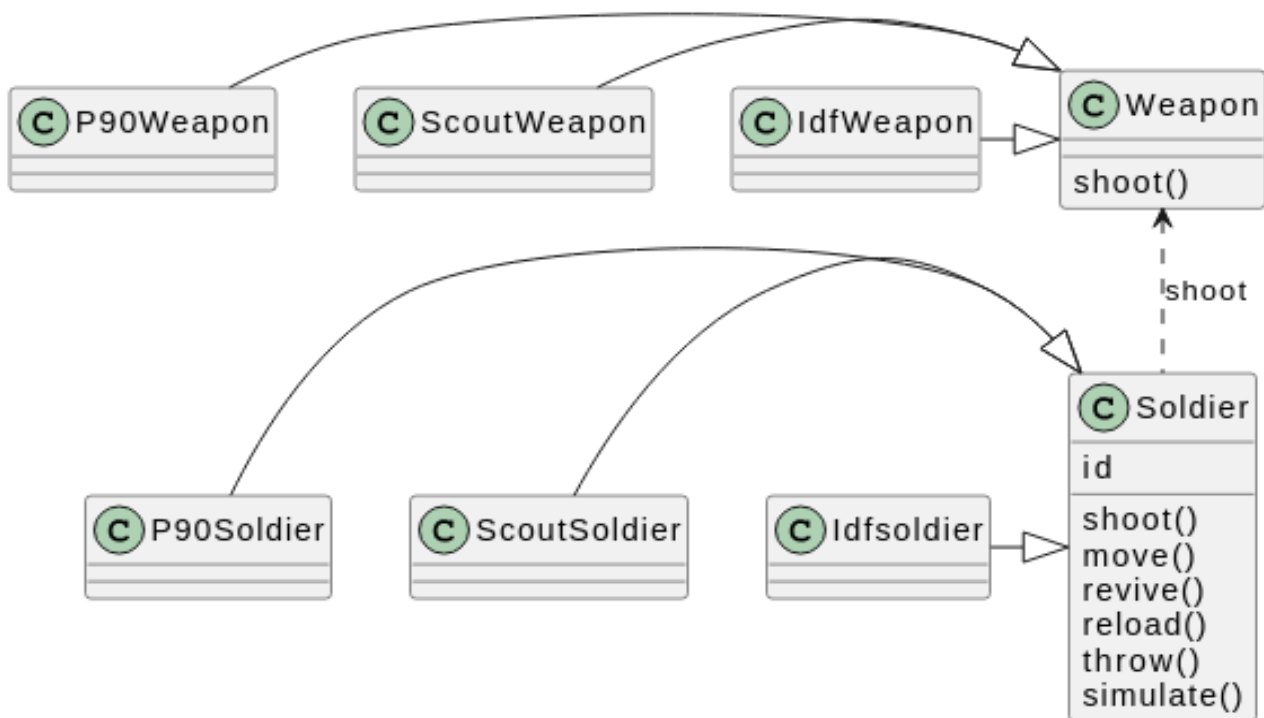 C P90Weapon
C ScoutWeapon
C IdfWeapon
C Weapon
shoot()
shoot
C P90Soldier
C ScoutSoldier
C Idfsoldier
C Soldier
id
shoot()
move()
revive()
reload()
throw()
simulate()